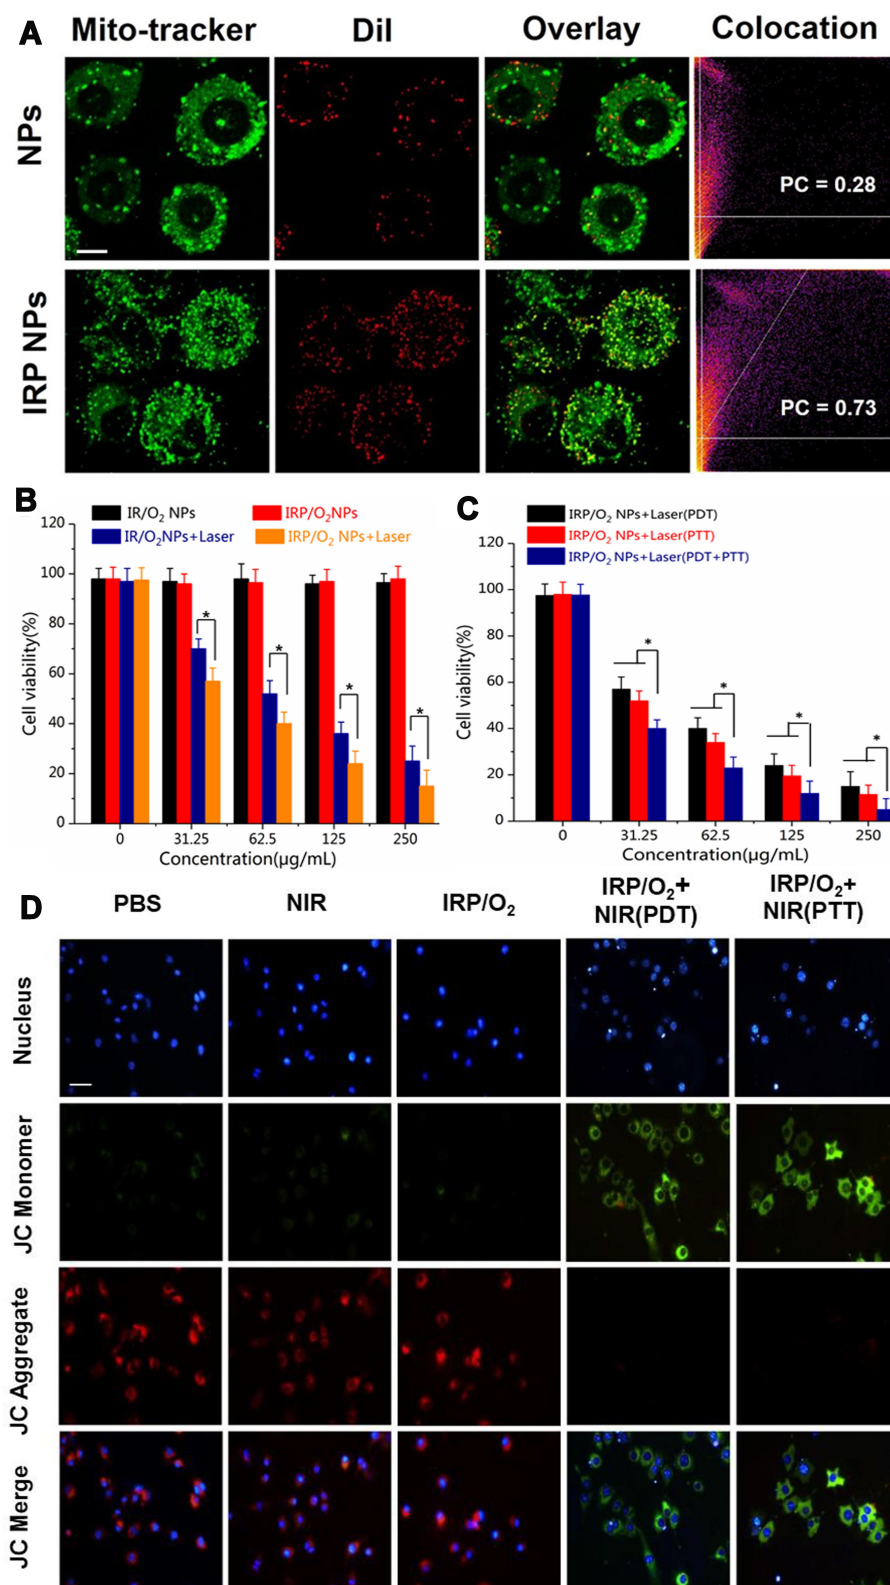 A
Mito-tracker
DiI
Overlay
Colocation
NPs
PC = 0.28
IRP NPs
PC = 0.73
B
IR/O₂ NPs
IRP/O₂NPs
IR/O₂NPs+Laser
IRP/O₂ NPs+Laser
Cell viability(%)
120
100
80
60
40
20
0
*
*
*
*
0
31.25
62.5
125
250
Concentration(μg/mL)
C
IRP/O₂ NPs+Laser(PDT)
IRP/O₂ NPs+Laser(PTT)
IRP/O₂ NPs+Laser(PDT+PTT)
Cell viability(%)
120
100
80
60
40
20
0
*
*
*
*
0
31.25
62.5
125
250
Concentration(μg/mL)
D
PBS
NIR
IRP/O₂
IRP/O₂+
NIR(PDT)
IRP/O₂+
NIR(PTT)
Nucleus
JC Monomer
JC Aggregate
JC Merge